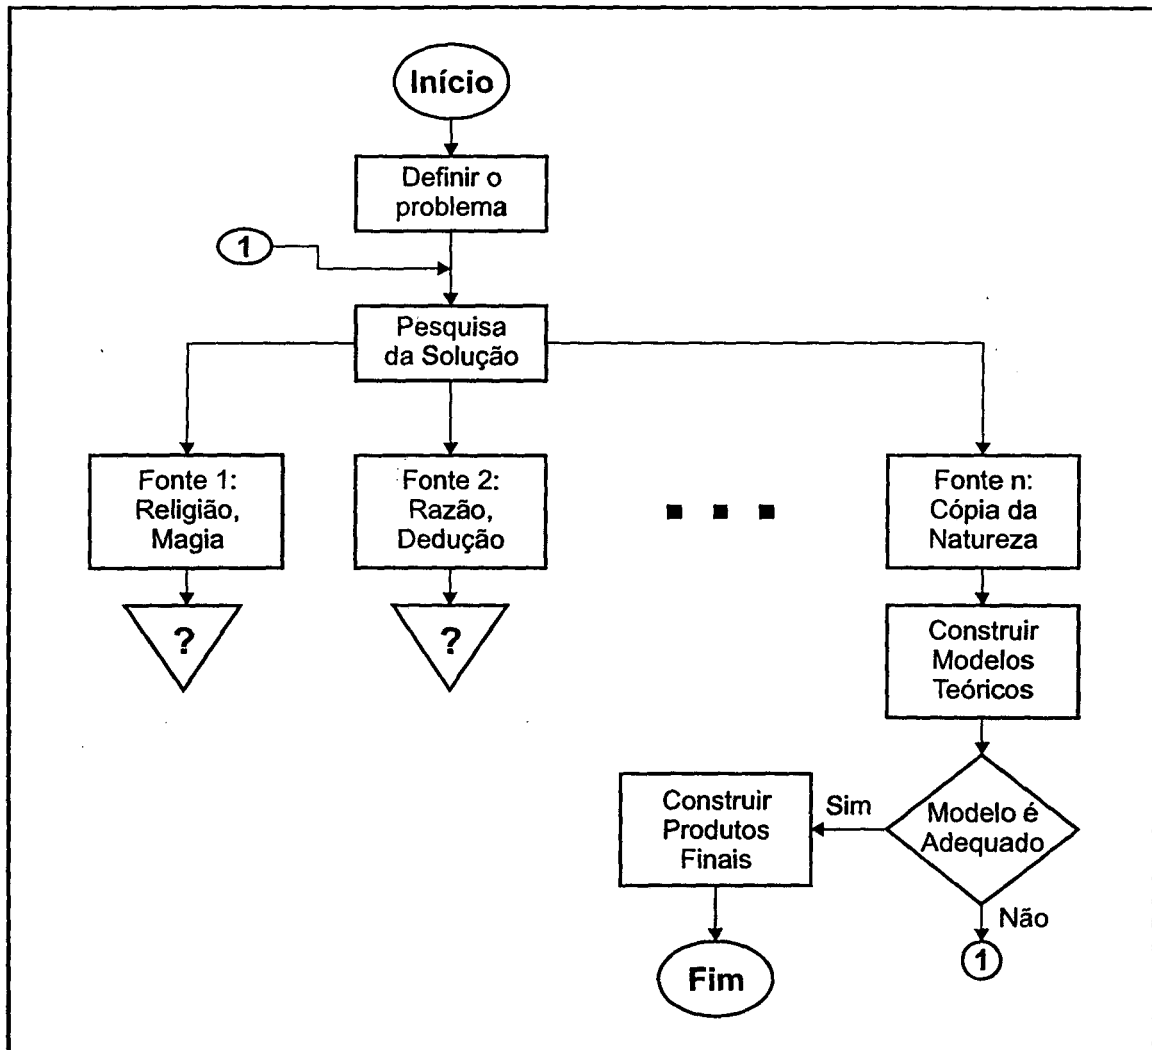 Início
Definir o
problema
1
Pesquisa
da Solução
Fonte 1:
Religião,
Magia
Fonte 2:
Razão,
Dedução
Fonte n:
Cópia da
Natureza
?
?
Construir
Modelos
Teóricos
Construir
Produtos
Finais
Sim
Modelo é
Adequado
Não
1
Fim